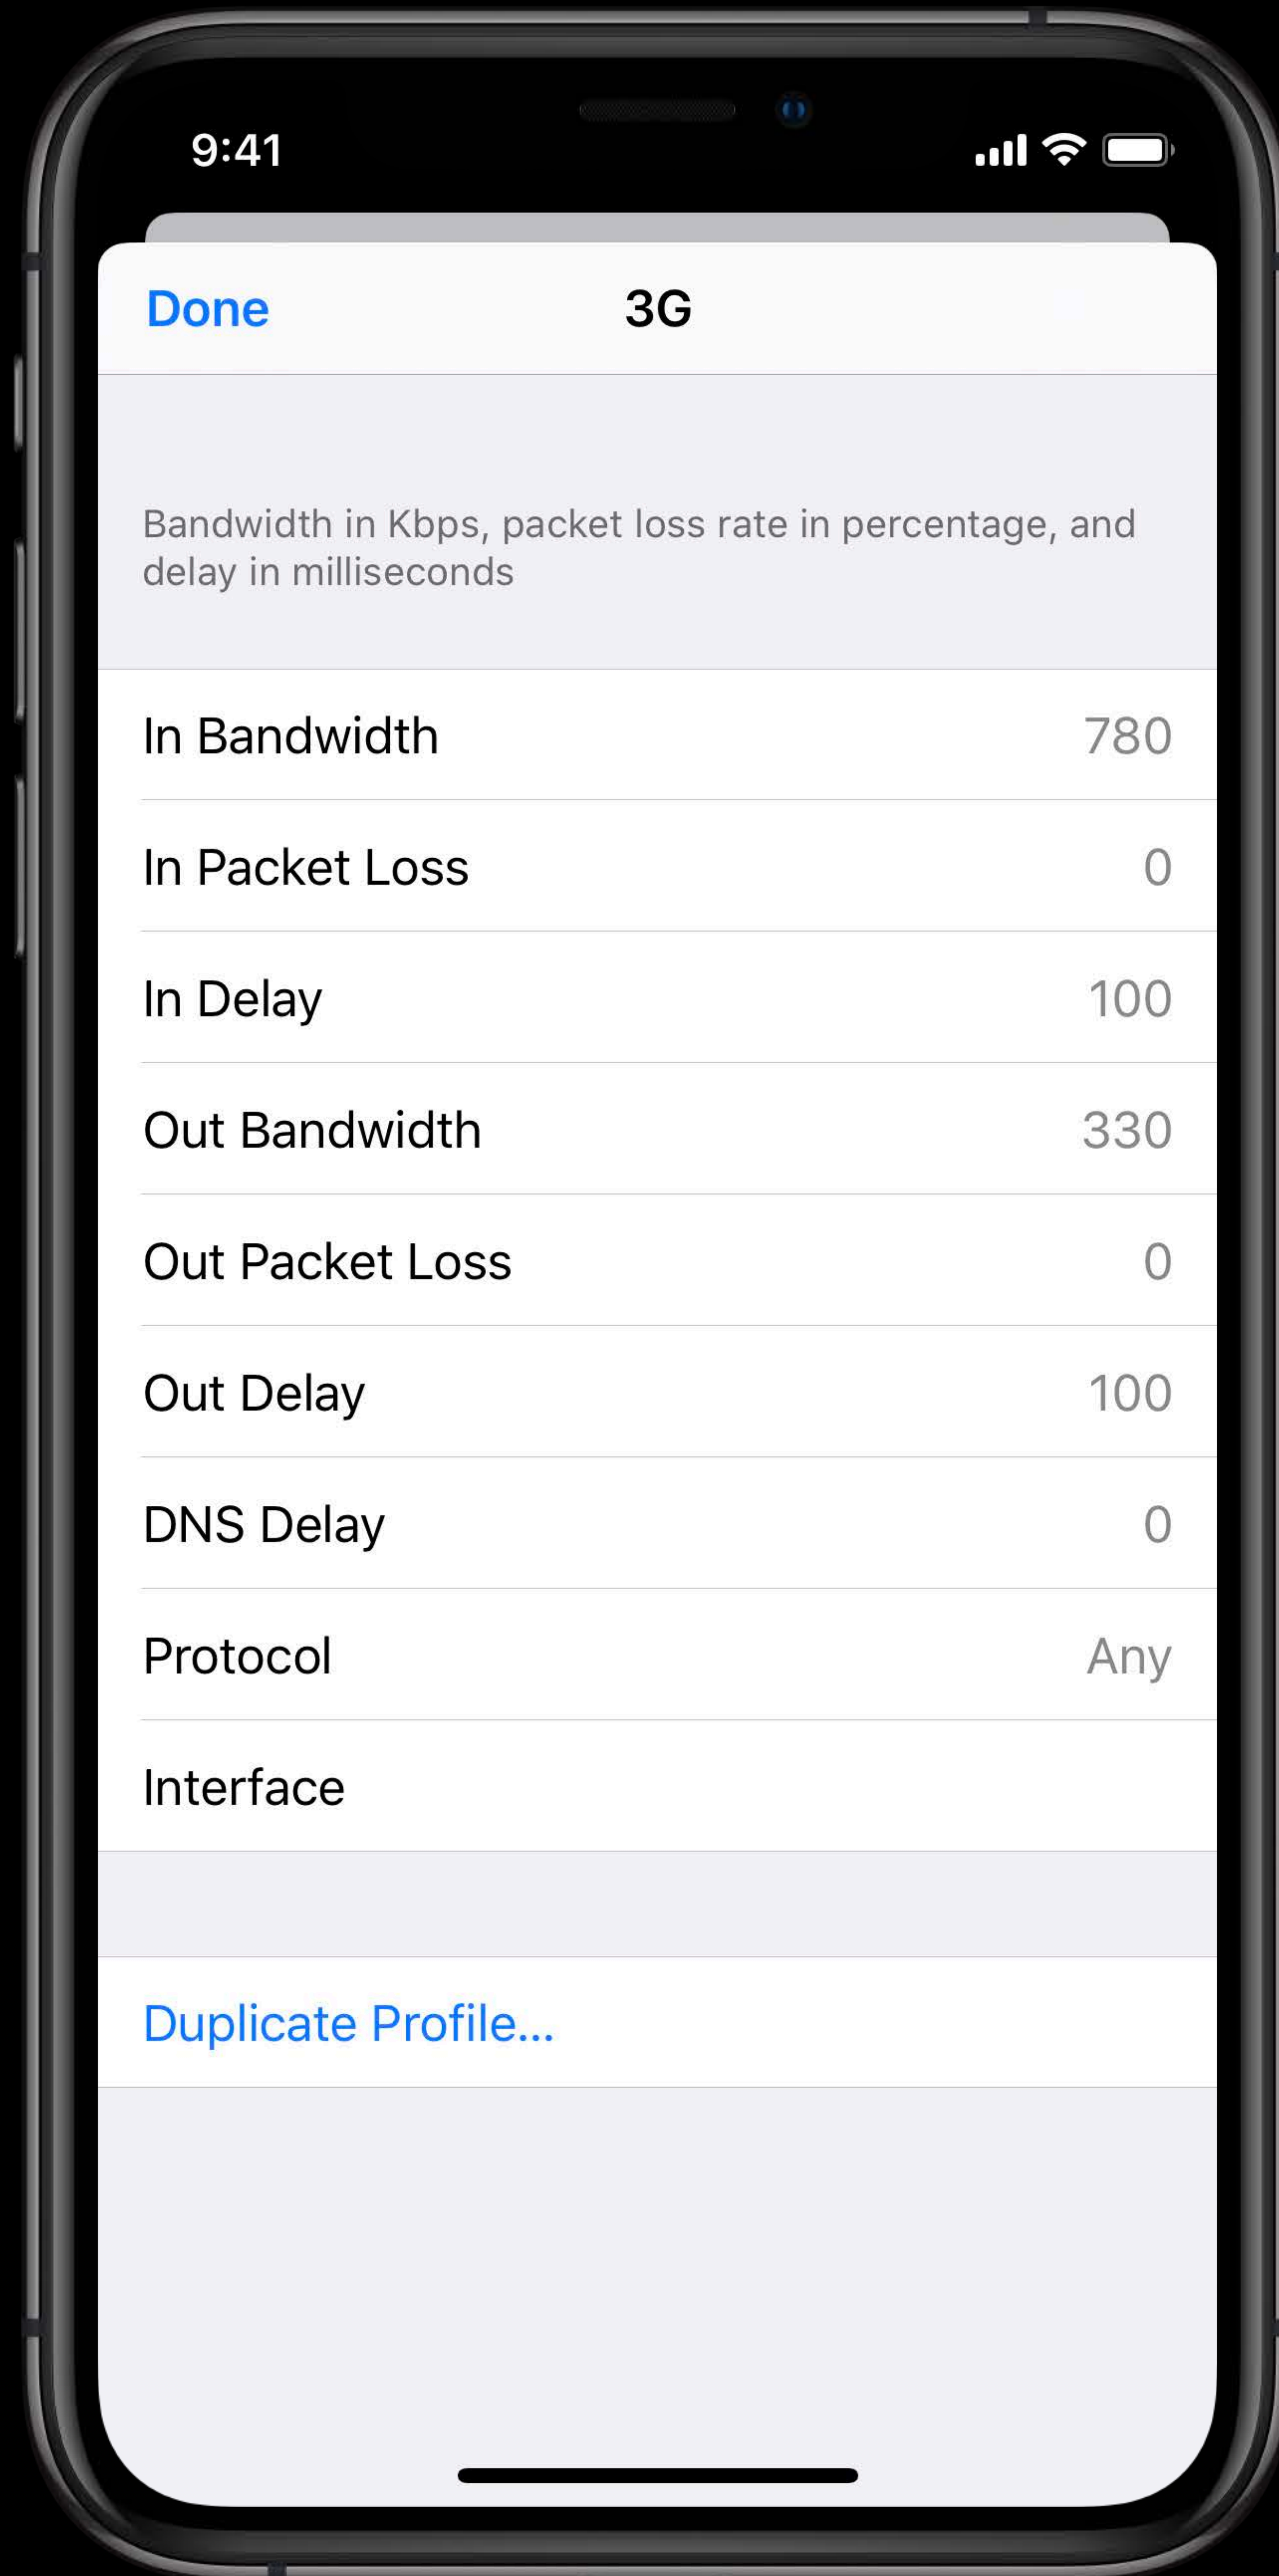 9:41
Done
3G
Bandwidth in Kbps, packet loss rate in percentage, and
delay in milliseconds
In Bandwidth 780
In Packet Loss 0
In Delay 100
Out Bandwidth 330
Out Packet Loss 0
Out Delay 100
DNS Delay 0
Protocol Any
Interface
Duplicate Profile...